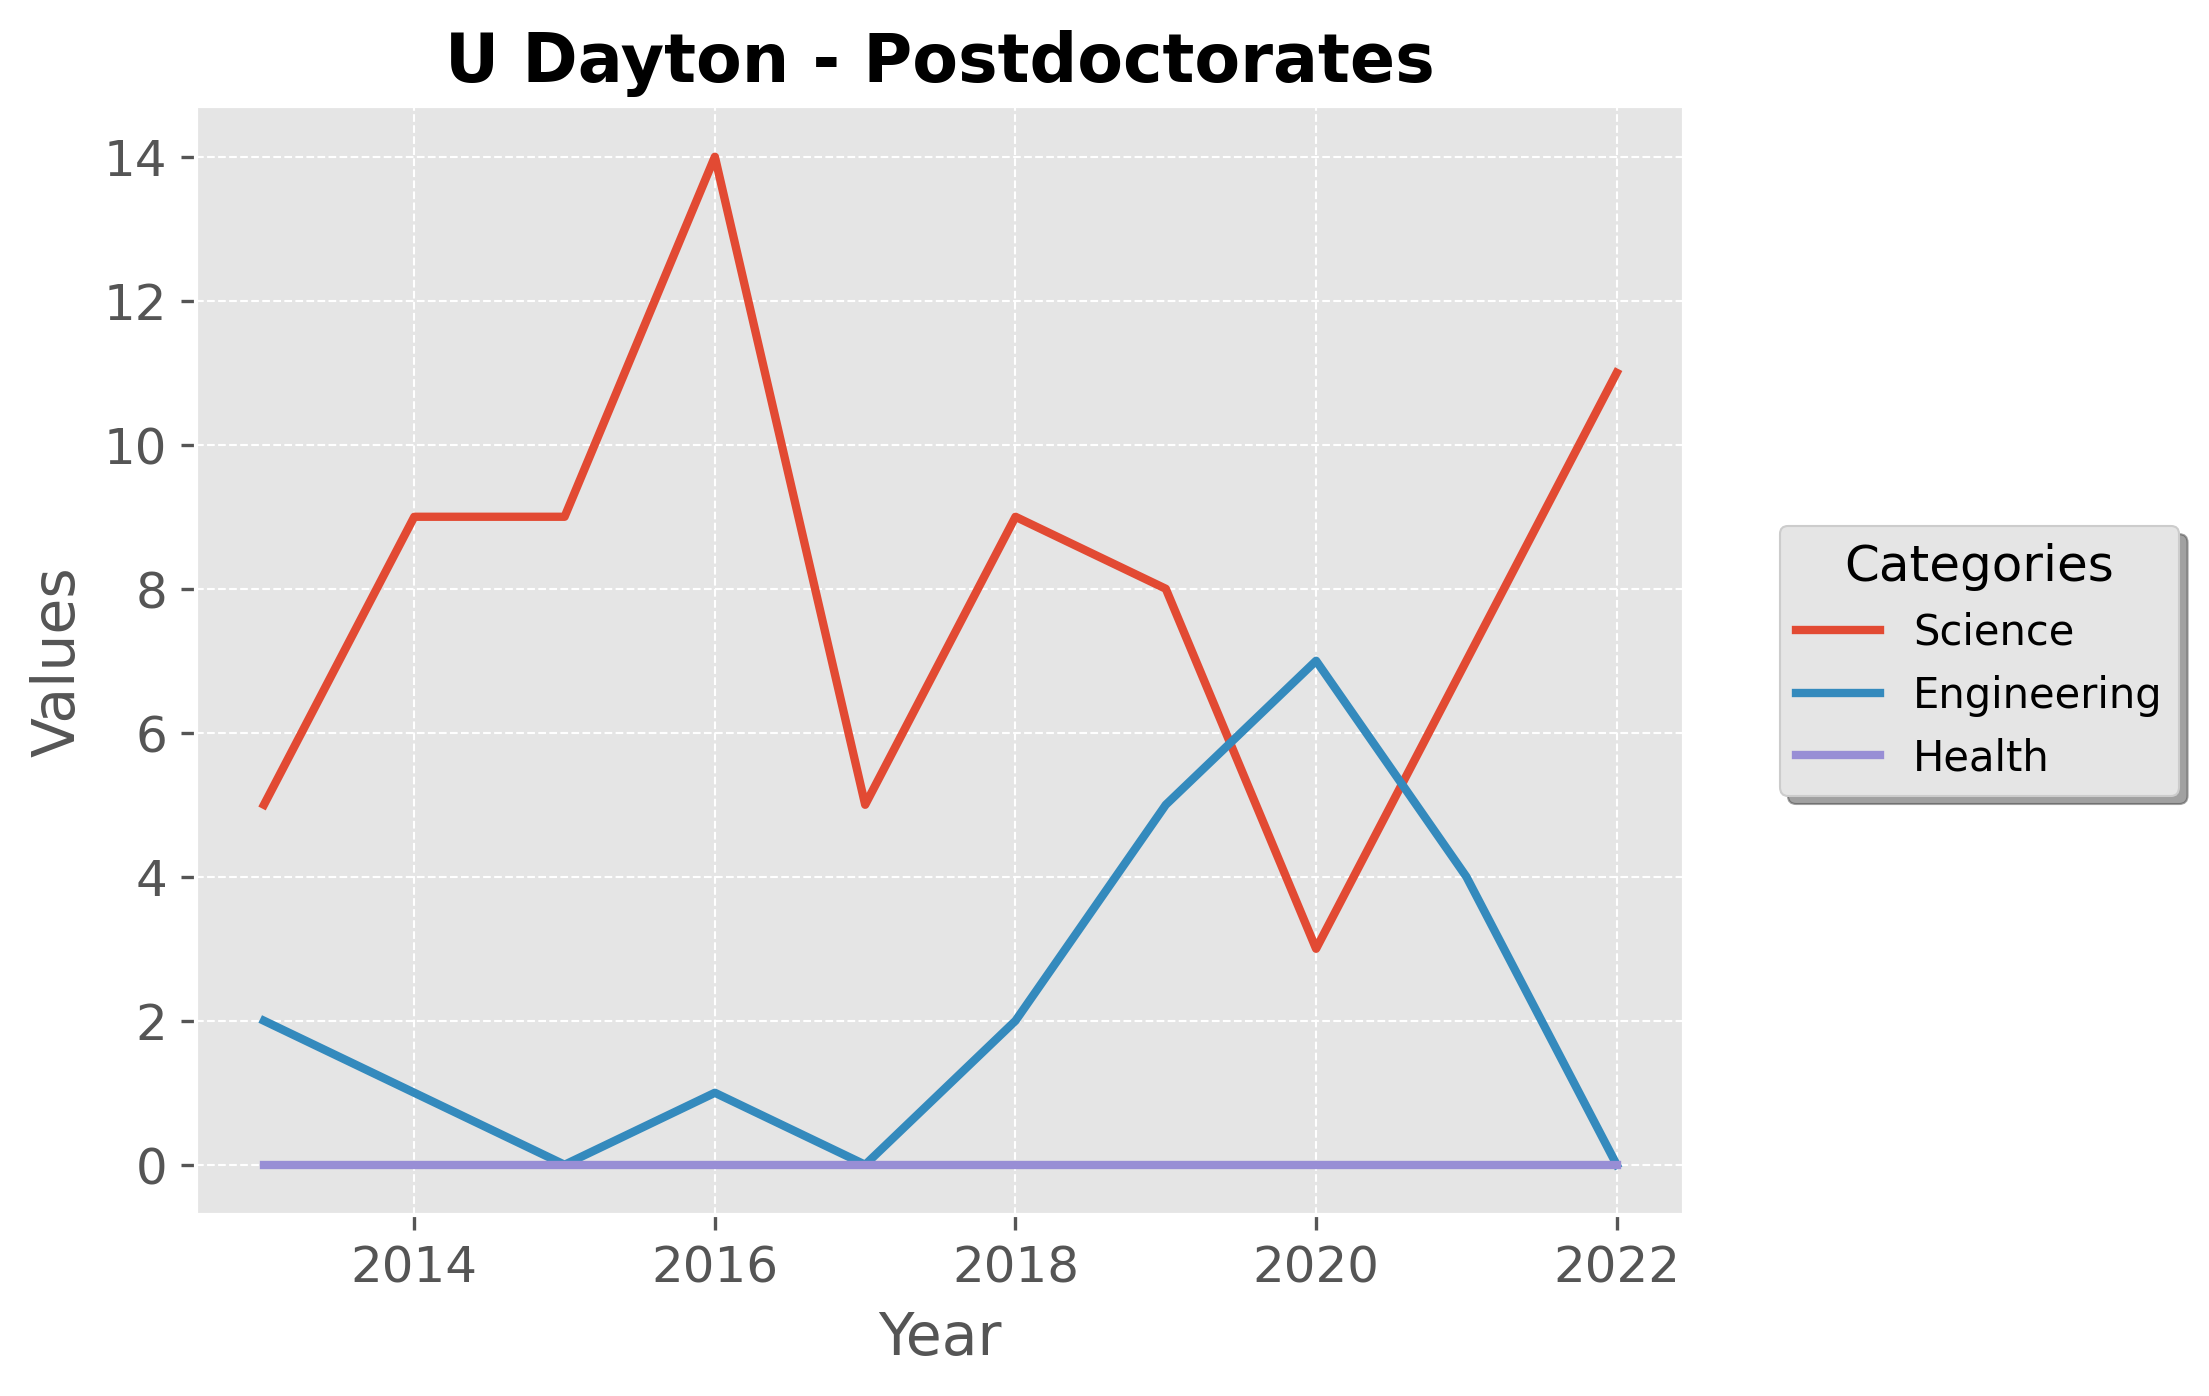 U Dayton - Postdoctorates
14
12
10
8
6
4
2
0
Values
2014 2016 2018 2020 2022
Year
Categories
Science
Engineering
Health